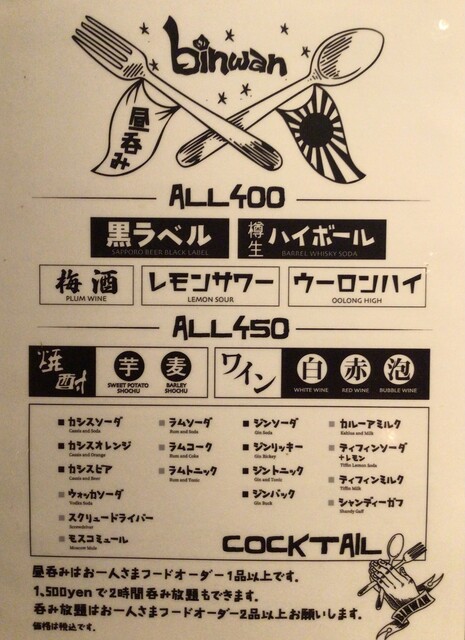 binwan
昼呑み
ALL400
黒ラベル
SAPPORO BEER BLACK LABEL
樽生 ハイボール
BARREL WHISKY SODA
梅酒
PLUM WINE
レモンサワー
LEMON SOUR
ウーロンハイ
OOLONG HIGH
ALL450
焼酎
芋
SWEET POTATO SHOCHU
麦
BARLEY SHOCHU
ワイン
白
WHITE WINE
赤
RED WINE
泡
BUBBLE WINE
カシスソーダ
Cassis and Soda
カシスオレンジ
Cassis and Orange
カシスビア
Cassis and Beer
ウォッカソーダ
Vodka and Soda
スクリュードライバー
Screwdriver
モスコミュール
Moscow Mule
ラムソーダ
Rum and Soda
ラムコーク
Rum and Coke
ラムトニック
Rum and Tonic
ジンソーダ
Gin Soda
ジンリッキー
Gin Rickey
ジントニック
Gin and Tonic
ジンバック
Gin Buck
カルーアミルク
Kahlua and Milk
ティフィンソーダ
+レモン
Tiffin Lemon Soda
ティフィンミルク
Tiffin Milk
シャンディーガフ
Shandy Gaff
COCKTAIL
昼呑みはお一人さまフードオーダー1品以上です。
1,500yenで2時間呑み放題もできます。
呑み放題はお一人さまフードオーダー2品以上お願いします。
価格は税込です。
BINWAN